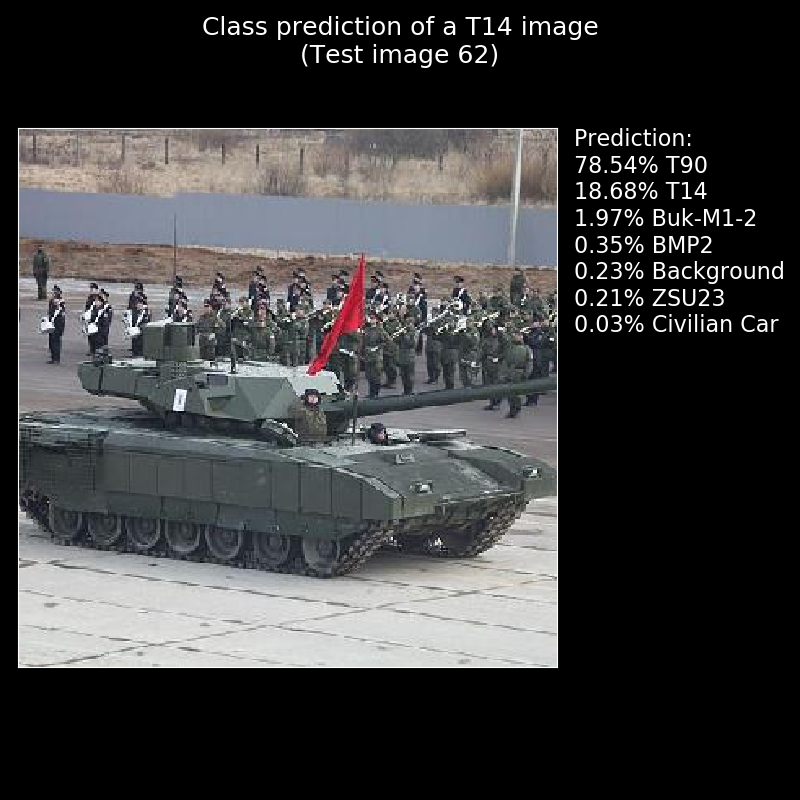 Class prediction of a T14 image
(Test image 62)
Prediction:
78.54% T90
18.68% T14
1.97% Buk-M1-2
0.35% BMP2
0.23% Background
0.21% ZSU23
0.03% Civilian Car